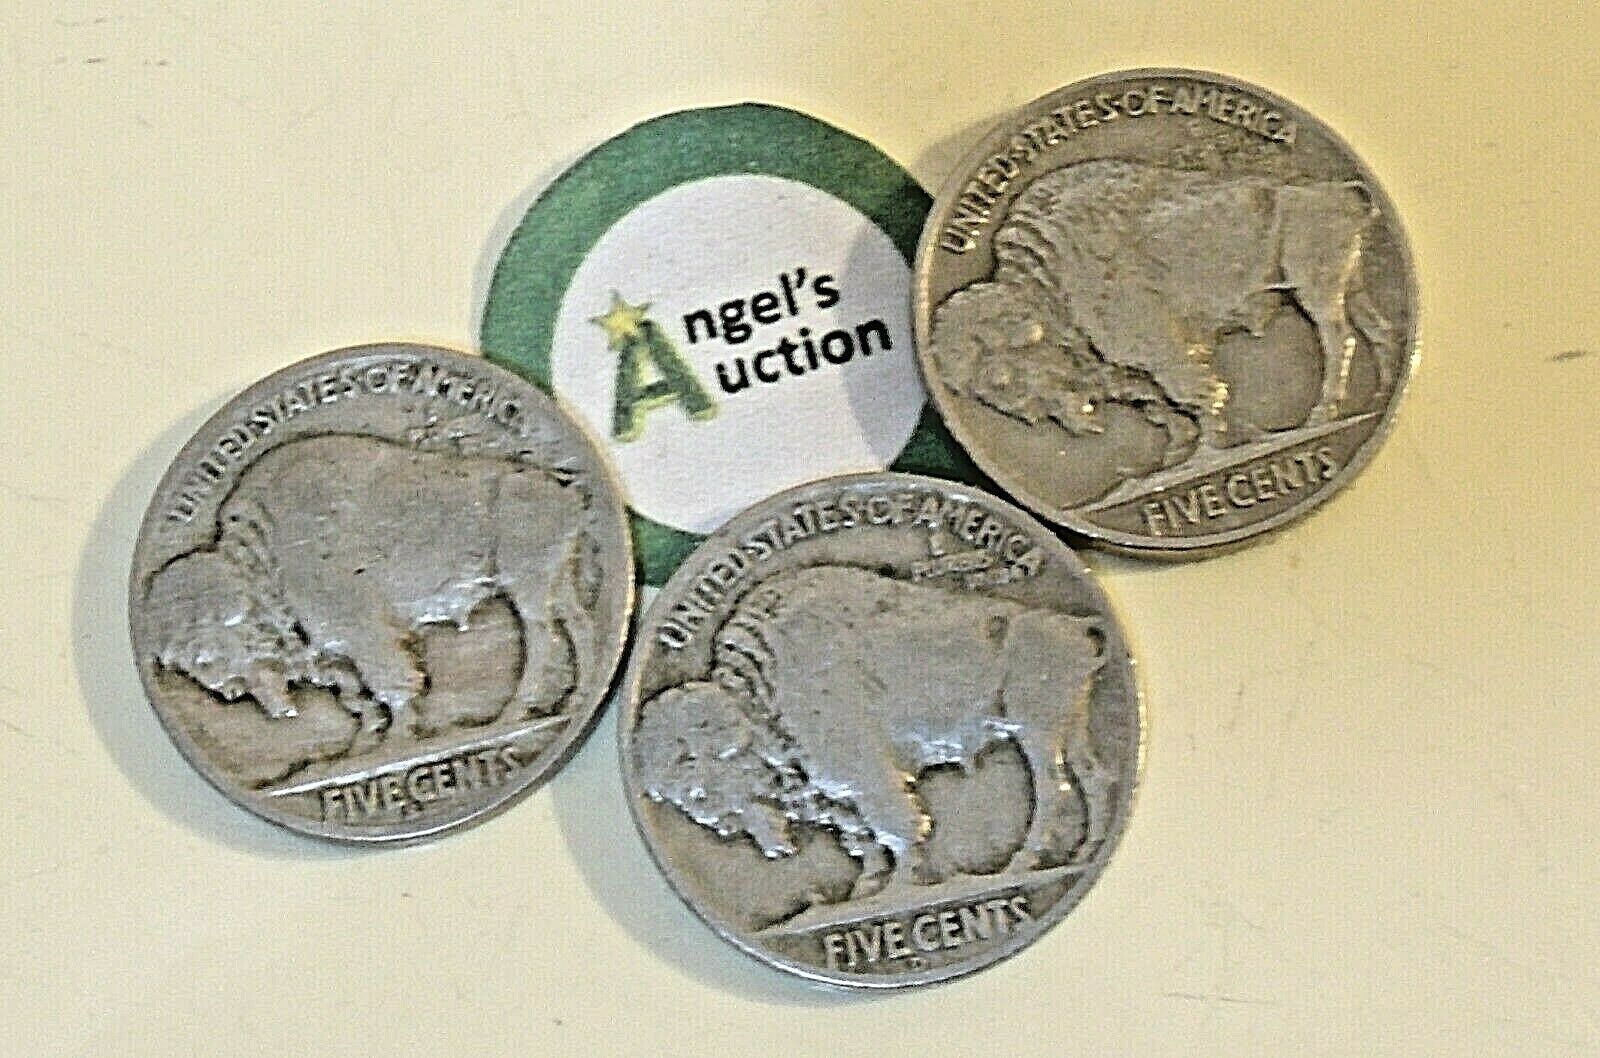 Angel's
Auction
UNITED STATES OF AMERICA
FIVE CENTS
UNITED STATES OF AMERICA
FIVE CENTS
UNITED STATES OF AMERICA
FIVE CENTS
D